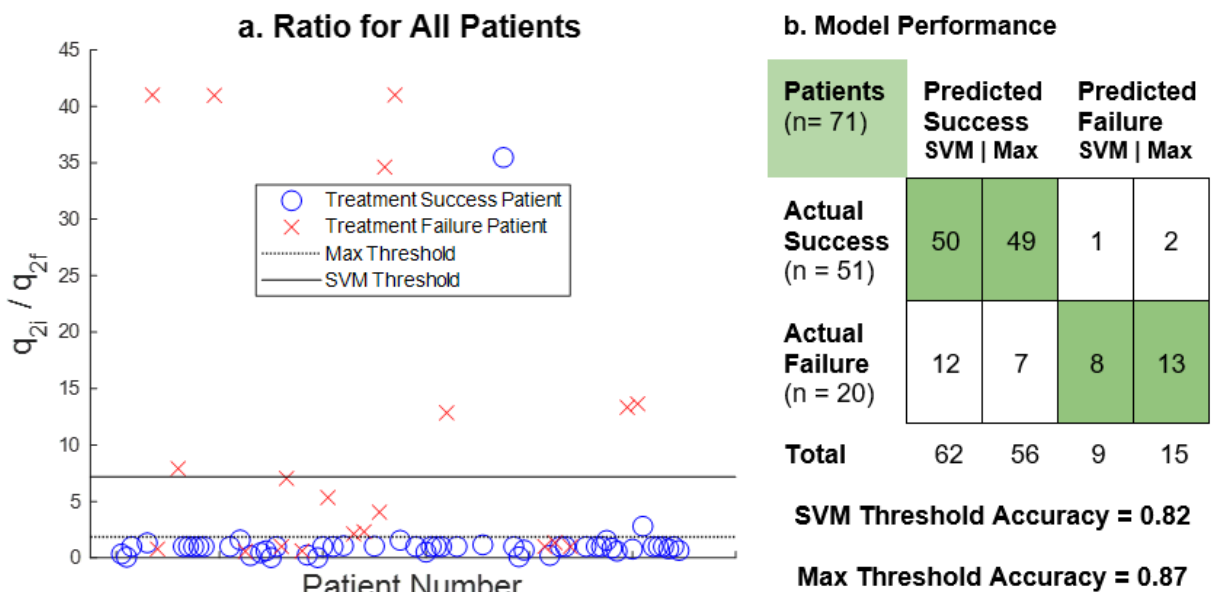 a. Ratio for All Patients
45
40
35
30
25
20
15
10
5
0
q2i / q2f
Treatment Success Patient
Treatment Failure Patient
Max Threshold
SVM Threshold
Patient Number
b. Model Performance
Patients
(n= 71)
Predicted
Success
SVM | Max
Predicted
Failure
SVM | Max
Actual
Success
(n = 51)
50 49 1 2
Actual
Failure
(n = 20)
12 7 8 13
Total 62 56 9 15
SVM Threshold Accuracy = 0.82
Max Threshold Accuracy = 0.87